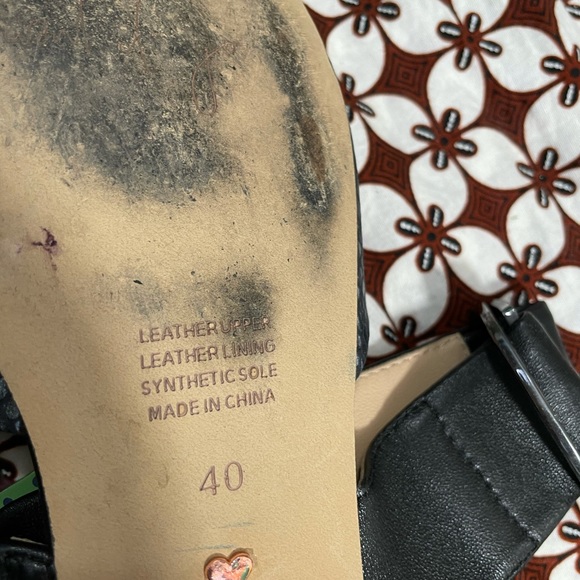 LEATHER UPPER
LEATHER LINING
SYNTHETIC SOLE
MADE IN CHINA
40